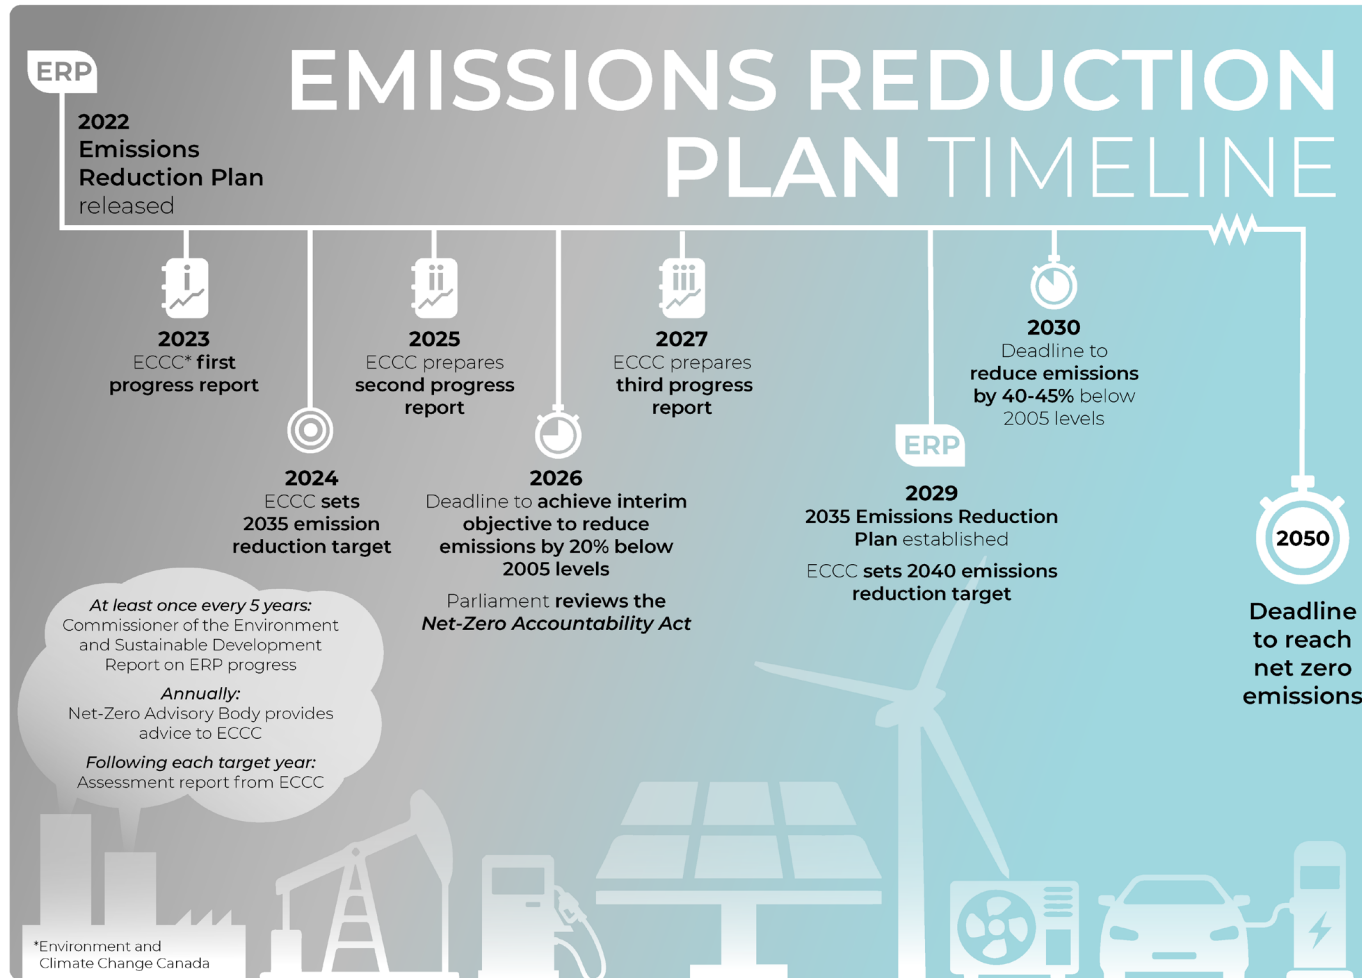 ERP
EMISSIONS REDUCTION
PLAN TIMELINE
2022
Emissions
Reduction Plan
released
i
2023
ECCC* first
progress report
2024
ECCC sets
2035 emission
reduction target
ii
2025
ECCC prepares
second progress
report
2026
Deadline to achieve interim
objective to reduce
emissions by 20% below
2005 levels
Parliament reviews the
Net-Zero Accountability Act
iii
2027
ECCC prepares
third progress
report
ERP
2029
2035 Emissions Reduction
Plan established
ECCC sets 2040 emissions
reduction target
2030
Deadline to
reduce emissions
by 40-45% below
2005 levels
2050
Deadline
to reach
net zero
emissions
At least once every 5 years:
Commissioner of the Environment
and Sustainable Development
Report on ERP progress
Annually:
Net-Zero Advisory Body provides
advice to ECCC
Following each target year:
Assessment report from ECCC
*Environment and
Climate Change Canada